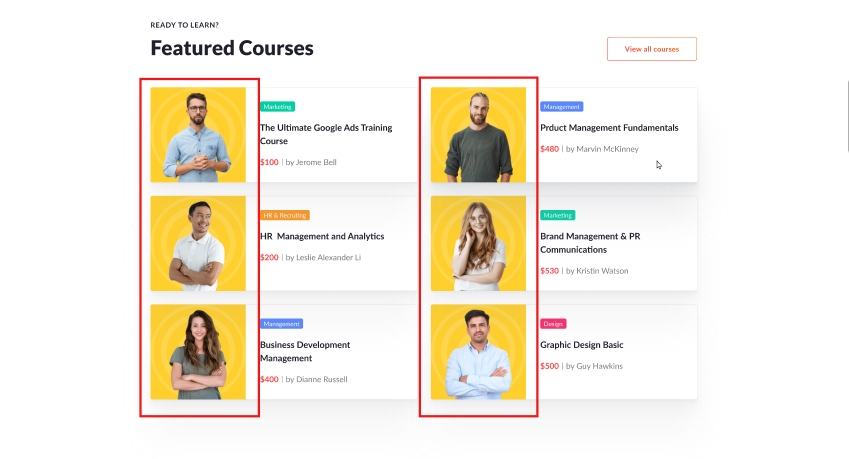 READY TO LEARN?
Featured Courses
View all courses
Marketing
The Ultimate Google Ads Training
Course
$100 | by Jerome Bell
Management
Prduct Management Fundamentals
$480 | by Marvin McKinney
HR & Recruting
HR Management and Analytics
$200 | by Leslie Alexander Li
Marketing
Brand Management & PR
Communications
$530 | by Kristin Watson
Management
Business Development
Management
$400 | by Dianne Russell
Design
Graphic Design Basic
$500 | by Guy Hawkins